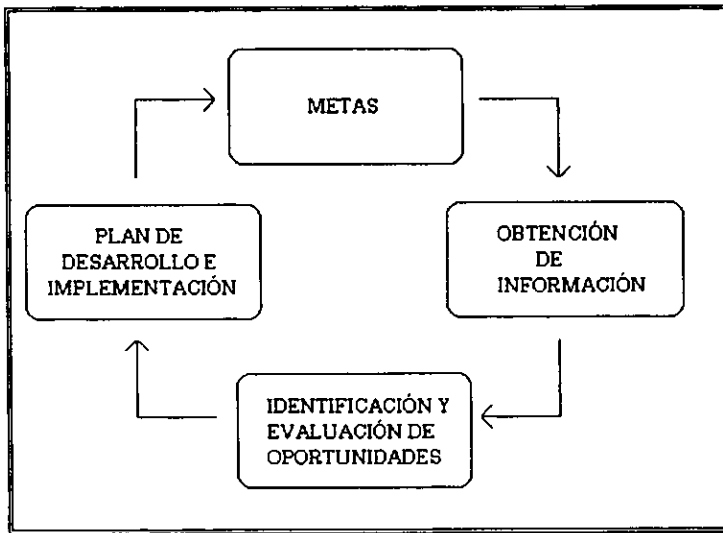 METAS
OBTENCIÓN
DE
INFORMACIÓN
IDENTIFICACIÓN Y
EVALUACIÓN DE
OPORTUNIDADES
PLAN DE
DESARROLLO E
IMPLEMENTACIÓN